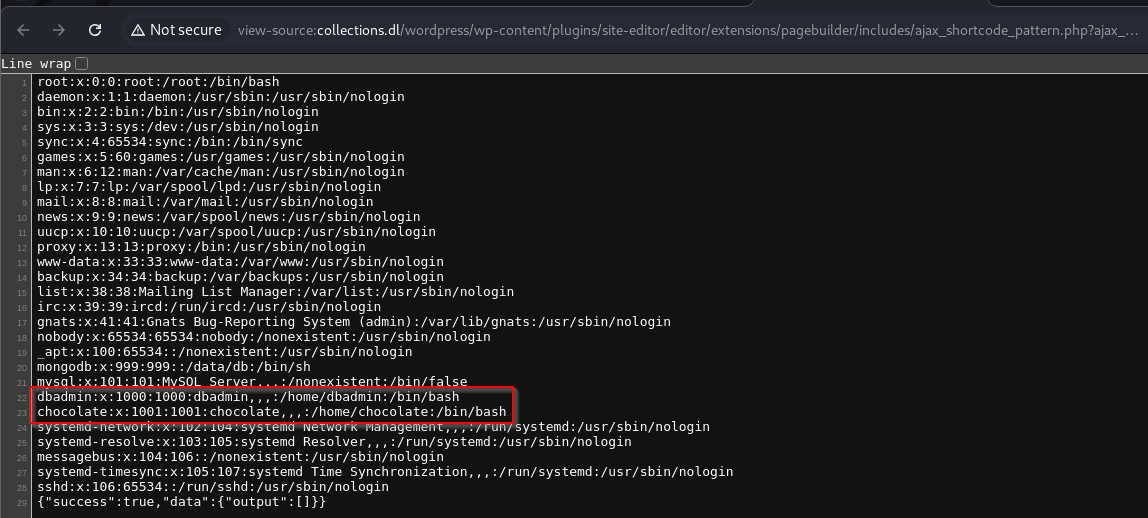 Not secure view-source:collections.dl/wordpress/wp-content/plugins/site-editor/editor/extensions/pagebuilder/includes/ajax_shortcode_pattern.php?ajax_...
Line wrap
1 root:x:0:0:root:/root:/bin/bash
2 daemon:x:1:1:daemon:/usr/sbin:/usr/sbin/nologin
3 bin:x:2:2:bin:/bin:/usr/sbin/nologin
4 sys:x:3:3:sys:/dev:/usr/sbin/nologin
5 sync:x:4:65534:sync:/bin:/bin/sync
6 games:x:5:60:games:/usr/games:/usr/sbin/nologin
7 man:x:6:12:man:/var/cache/man:/usr/sbin/nologin
8 lp:x:7:7:lp:/var/spool/lpd:/usr/sbin/nologin
9 mail:x:8:8:mail:/var/mail:/usr/sbin/nologin
10 news:x:9:9:news:/var/spool/news:/usr/sbin/nologin
11 uucp:x:10:10:uucp:/var/spool/uucp:/usr/sbin/nologin
12 proxy:x:13:13:proxy:/bin:/usr/sbin/nologin
13 www-data:x:33:33:www-data:/var/www:/usr/sbin/nologin
14 backup:x:34:34:backup:/var/backups:/usr/sbin/nologin
15 list:x:38:38:Mailing List Manager:/var/list:/usr/sbin/nologin
16 irc:x:39:39:ircd:/run/ircd:/usr/sbin/nologin
17 gnats:x:41:41:Gnats Bug-Reporting System (admin):/var/lib/gnats:/usr/sbin/nologin
18 nobody:x:65534:65534:nobody:/nonexistent:/usr/sbin/nologin
19 _apt:x:100:65534::/nonexistent:/usr/sbin/nologin
20 mongodb:x:999:999::/data/db:/bin/sh
21 mysql:x:101:101:MySQL Server,,,:/nonexistent:/bin/false
22 dbadmin:x:1000:1000:dbadmin,,,:/home/dbadmin:/bin/bash
23 chocolate:x:1001:1001:chocolate,,,:/home/chocolate:/bin/bash
24 systemd-network:x:102:104:systemd Network Management,,,:/run/systemd:/usr/sbin/nologin
25 systemd-resolve:x:103:105:systemd Resolver,,,:/run/systemd:/usr/sbin/nologin
26 messagebus:x:104:106::/nonexistent:/usr/sbin/nologin
27 systemd-timesync:x:105:107:systemd Time Synchronization,,,:/run/systemd:/usr/sbin/nologin
28 sshd:x:106:65534::/run/sshd:/usr/sbin/nologin
29 {"success":true,"data":{"output":[]}}